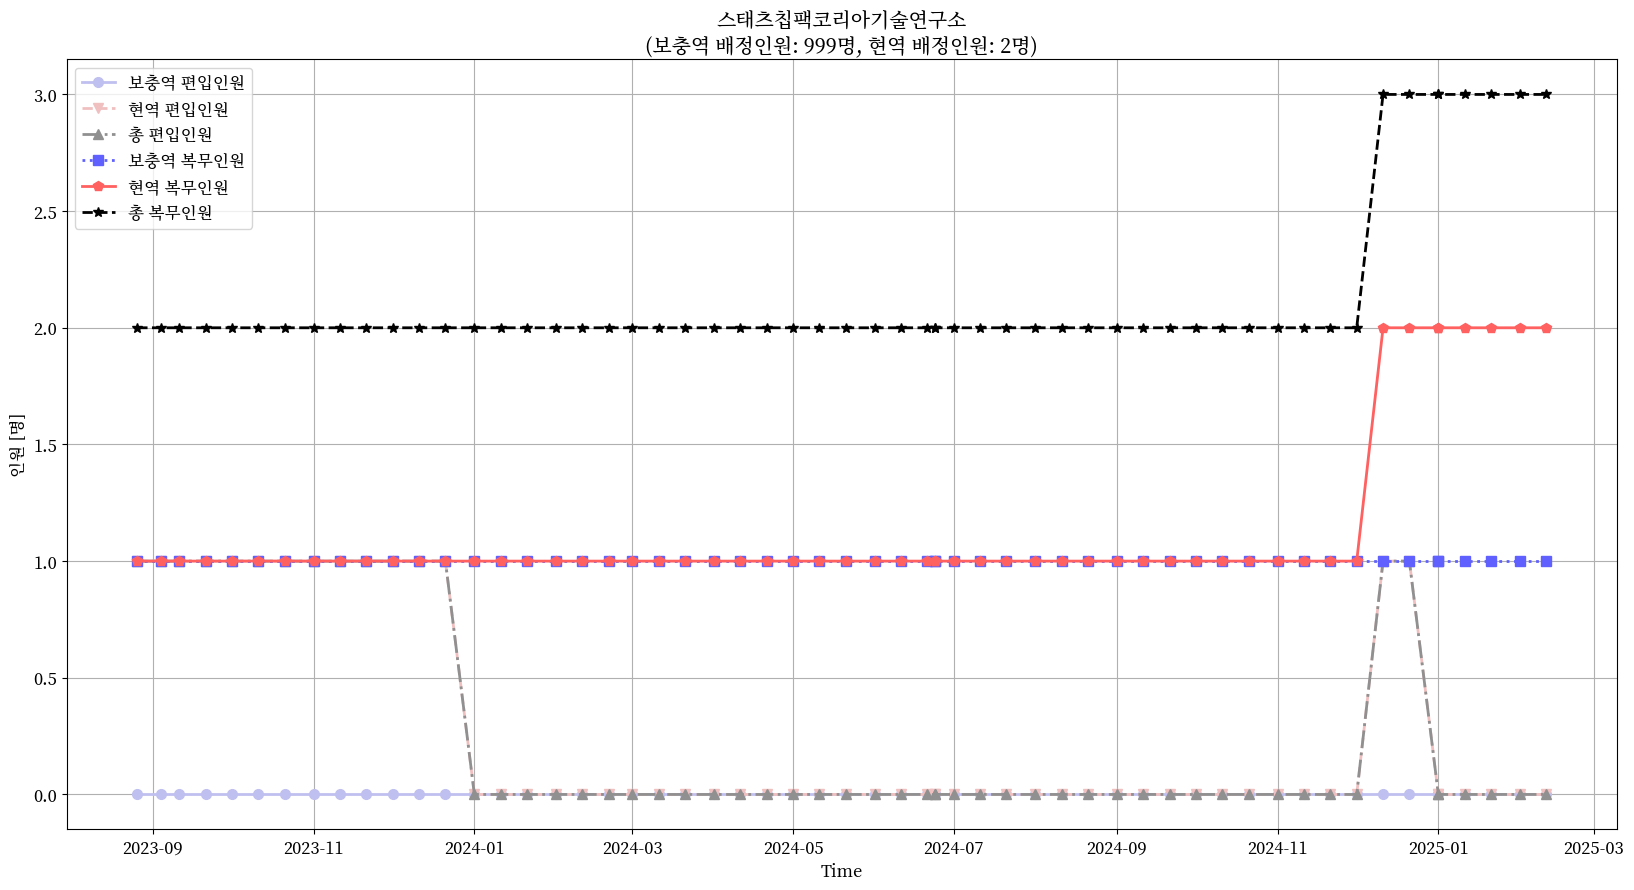 스태츠칩팩코리아기술연구소
(보충역 배정인원: 999명, 현역 배정인원: 2명)
보충역 편입인원
현역 편입인원
총 편입인원
보충역 복무인원
현역 복무인원
총 복무인원
3.0
2.5
2.0
1.5
1.0
0.5
0.0
인원 [명]
2023-09
2023-11
2024-01
2024-03
2024-05
2024-07
2024-09
2024-11
2025-01
2025-03
Time